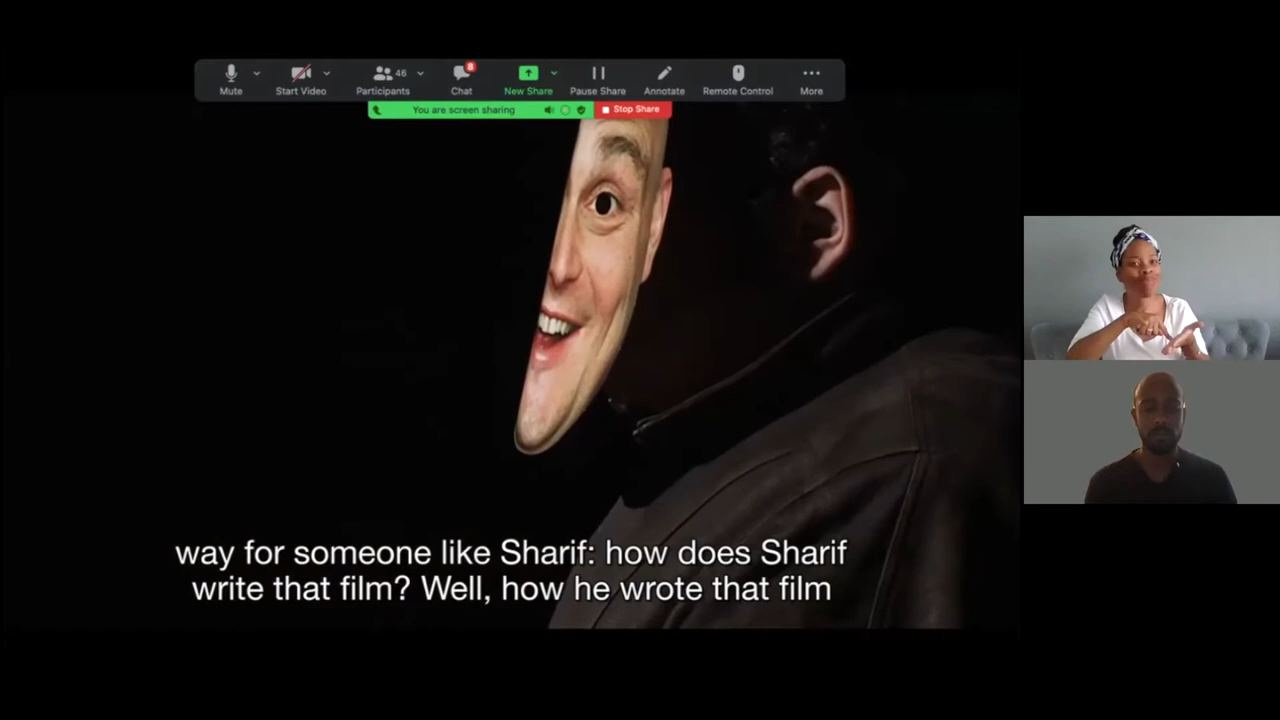 46
8
Mute
Start Video
Participants
Chat
New Share
Pause Share
Annotate
Remote Control
More
You are screen sharing
Stop Share
way for someone like Sharif: how does Sharif
write that film? Well, how he wrote that film